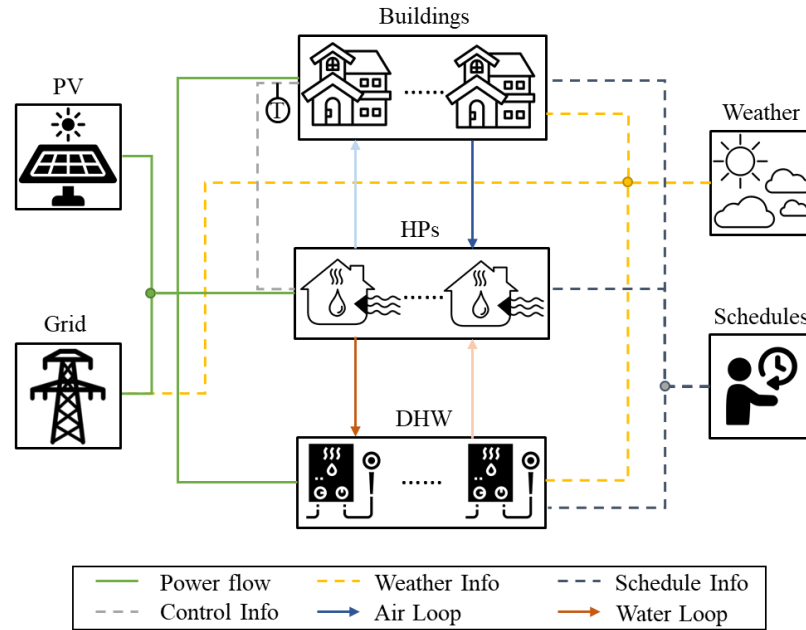 Buildings
PV
T
Weather
HPs
Grid
Schedules
DHW
Power flow
Weather Info
Schedule Info
Control Info
Air Loop
Water Loop